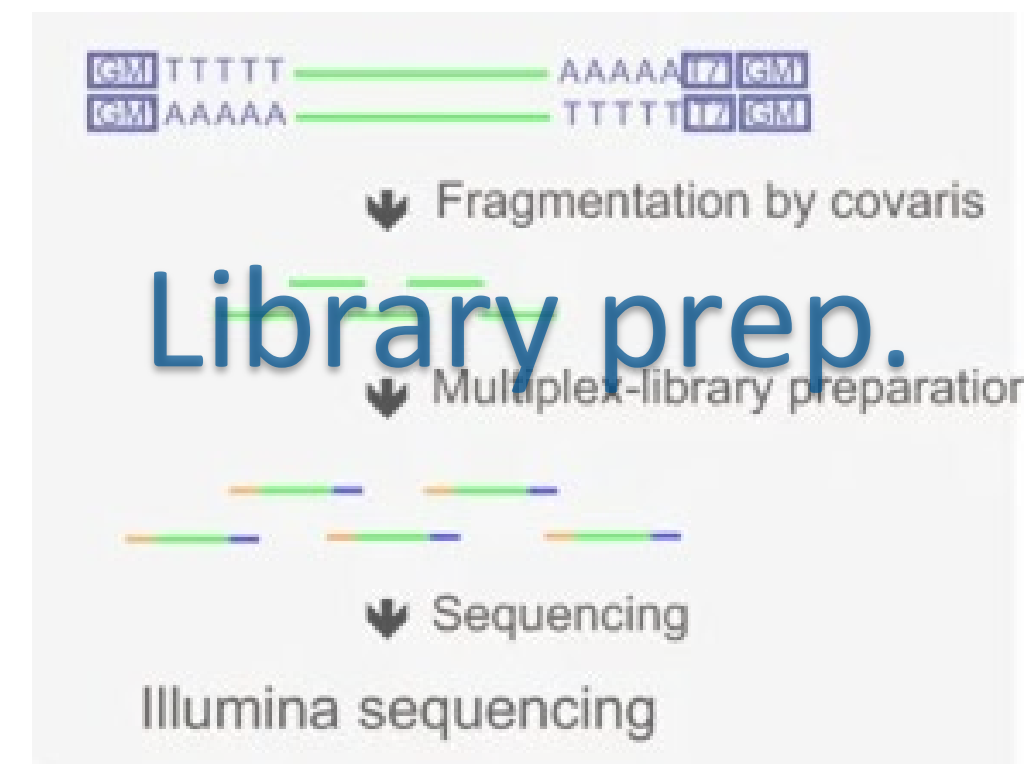 GM TTTTT AAAAA T7 GM
GM AAAAA TTTTT T7 GM
Fragmentation by covaris
Library prep.
Multiplex-library preparation
Sequencing
Illumina sequencing